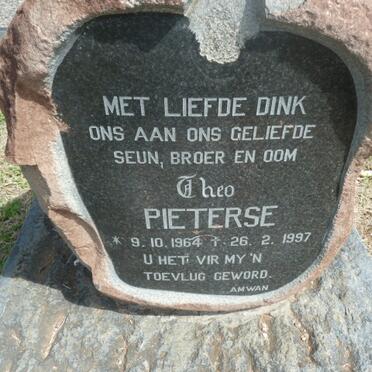 MET LIEFDE DINK
ONS AAN ONS GELIEFDE
SEUN, BROER EN OOM
Theo
PIETERSE
* 9. 10. 1964 † 26. 2. 1997
U HET VIR MY 'N
TOEVLUG GEWORD.
AMWAN